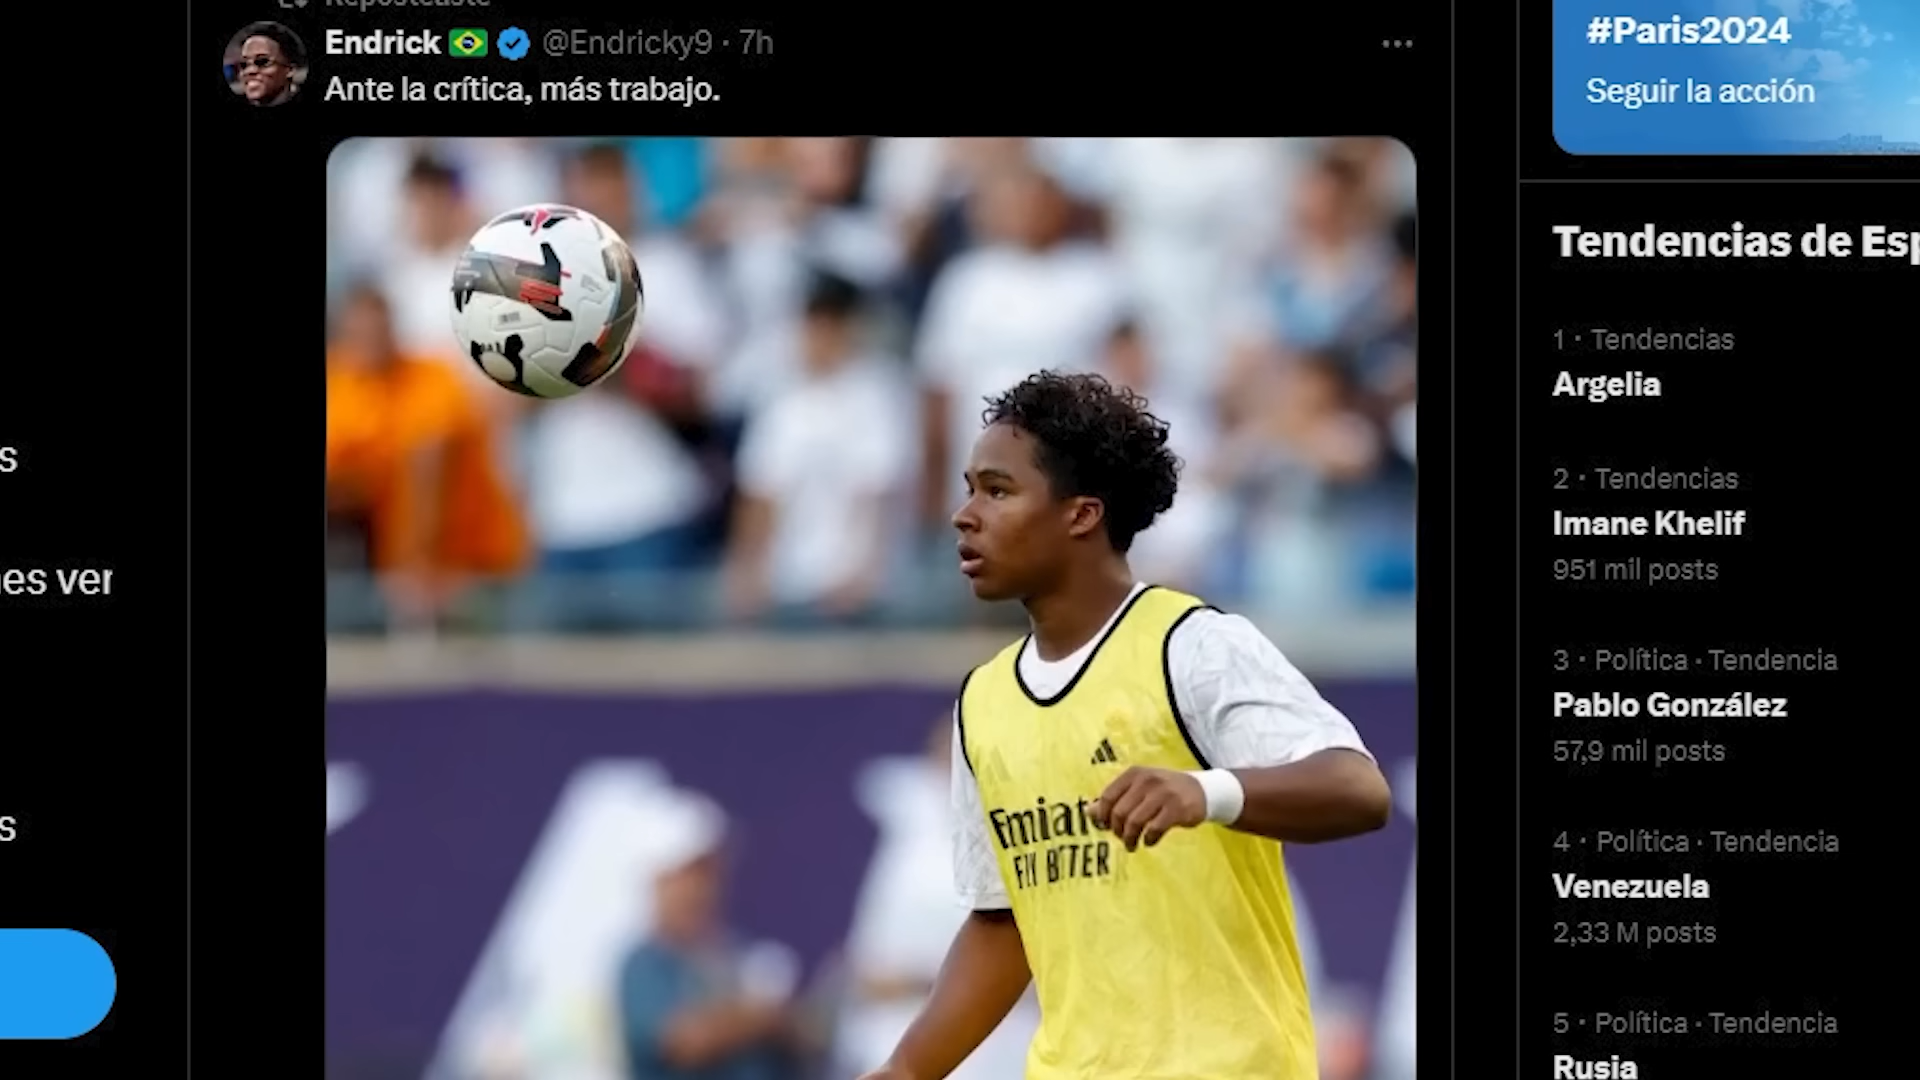 Reposteaste
Endrick @Endricky9 · 7h
Ante la crítica, más trabajo.
Emirates
FLY BETTER
s
nes ver
s
#Paris2024
Seguir la acción
Tendencias de Esp
1 · Tendencias
Argelia
2 · Tendencias
Imane Khelif
951 mil posts
3 · Política · Tendencia
Pablo González
57,9 mil posts
4 · Política · Tendencia
Venezuela
2,33 M posts
5 · Política · Tendencia
Rusia